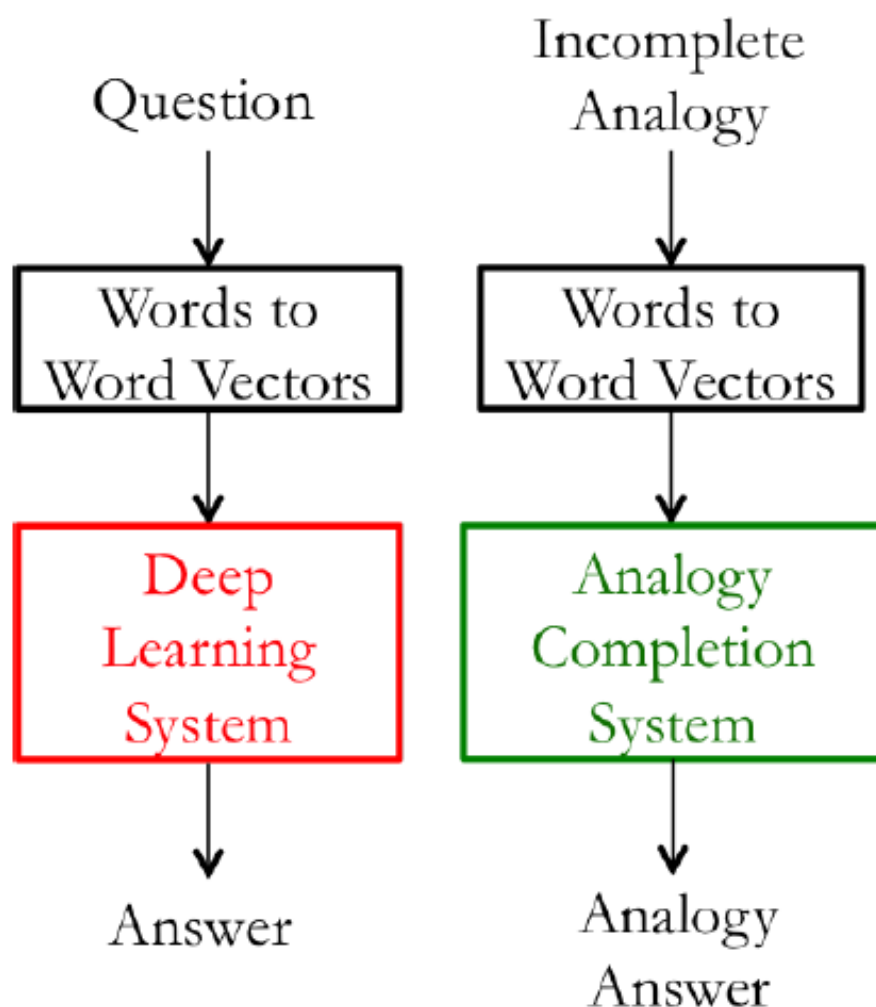 Question
Words to
Word Vectors
Deep
Learning
System
Answer
Incomplete
Analogy
Words to
Word Vectors
Analogy
Completion
System
Analogy
Answer